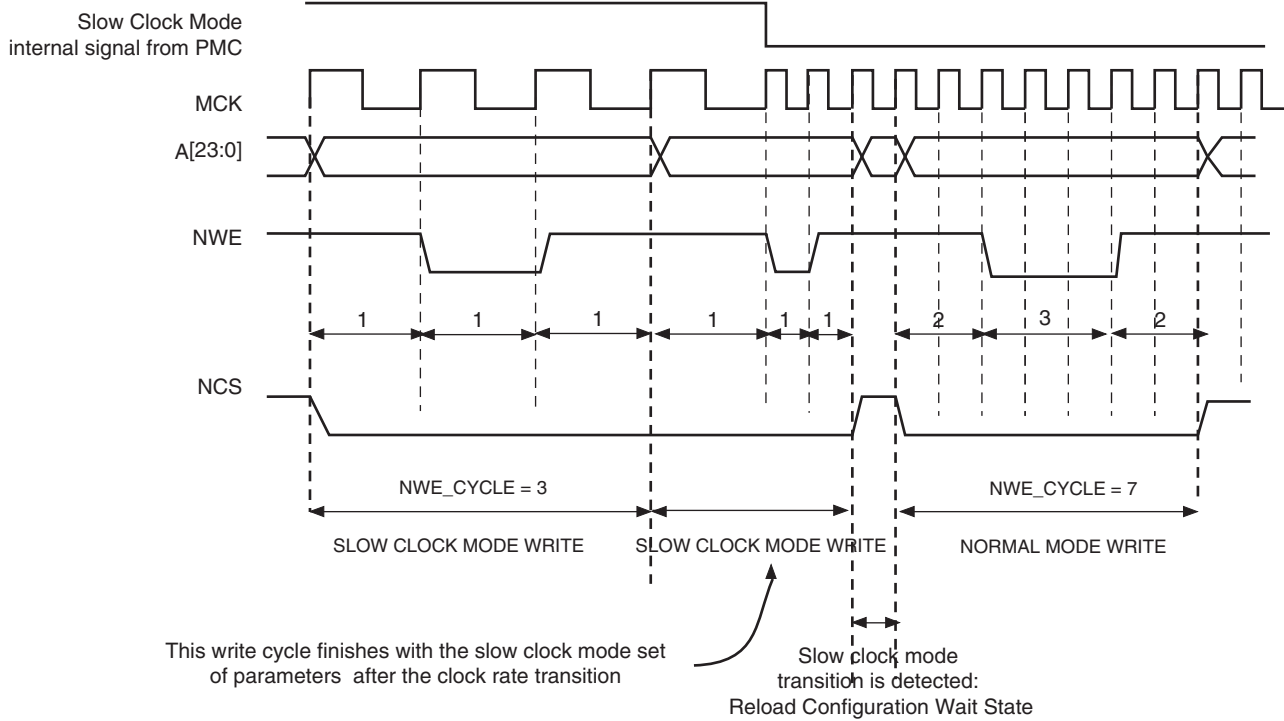 Slow Clock Mode
internal signal from PMC
MCK
A[23:0]
NWE
1 1 1 1 1 1 2 3 2
NCS
NWE_CYCLE = 3 NWE_CYCLE = 7
SLOW CLOCK MODE WRITE SLOW CLOCK MODE WRITE NORMAL MODE WRITE
This write cycle finishes with the slow clock mode set
of parameters after the clock rate transition
Slow clock mode
transition is detected:
Reload Configuration Wait State